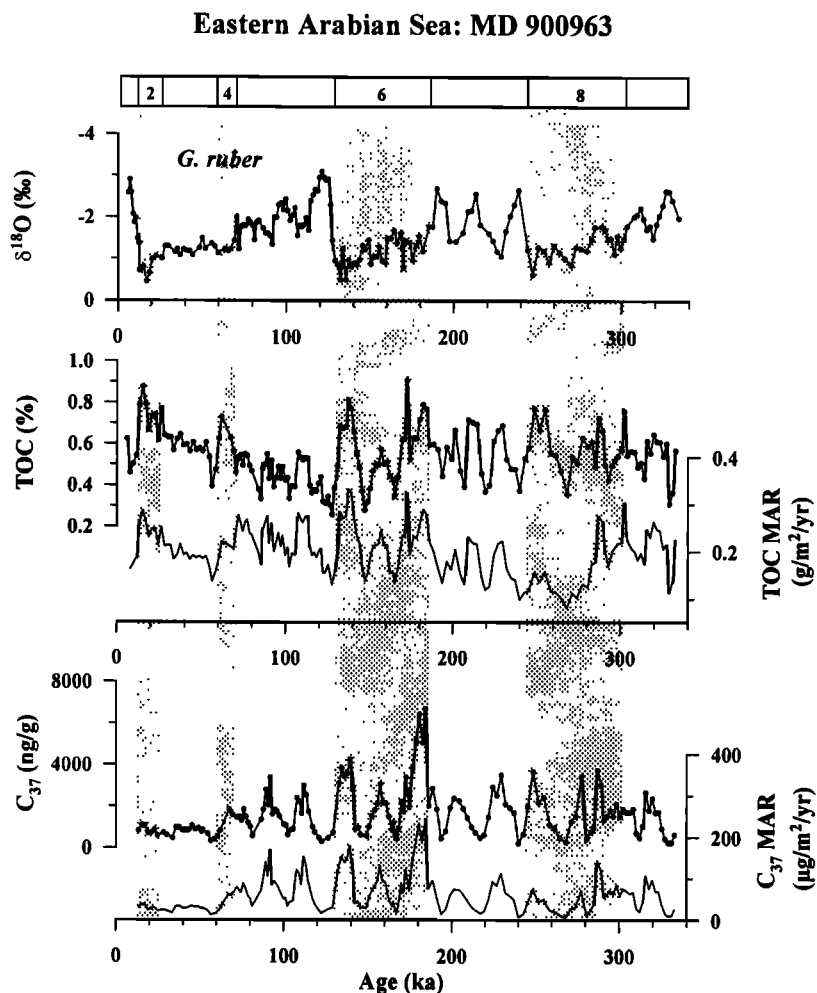 Eastern Arabian Sea: MD 900963
2 4 6 8
G. ruber
δ18O (‰)
-4
-2
0
0 100 200 300
TOC (%)
1.0
0.8
0.6
0.4
0.2
0.4
0.2
TOC MAR
(g/m²/yr)
0 100 200 300
C37 (ng/g)
8000
4000
0
400
200
0
C37 MAR
(µg/m²/yr)
0 100 200 300
Age (ka)